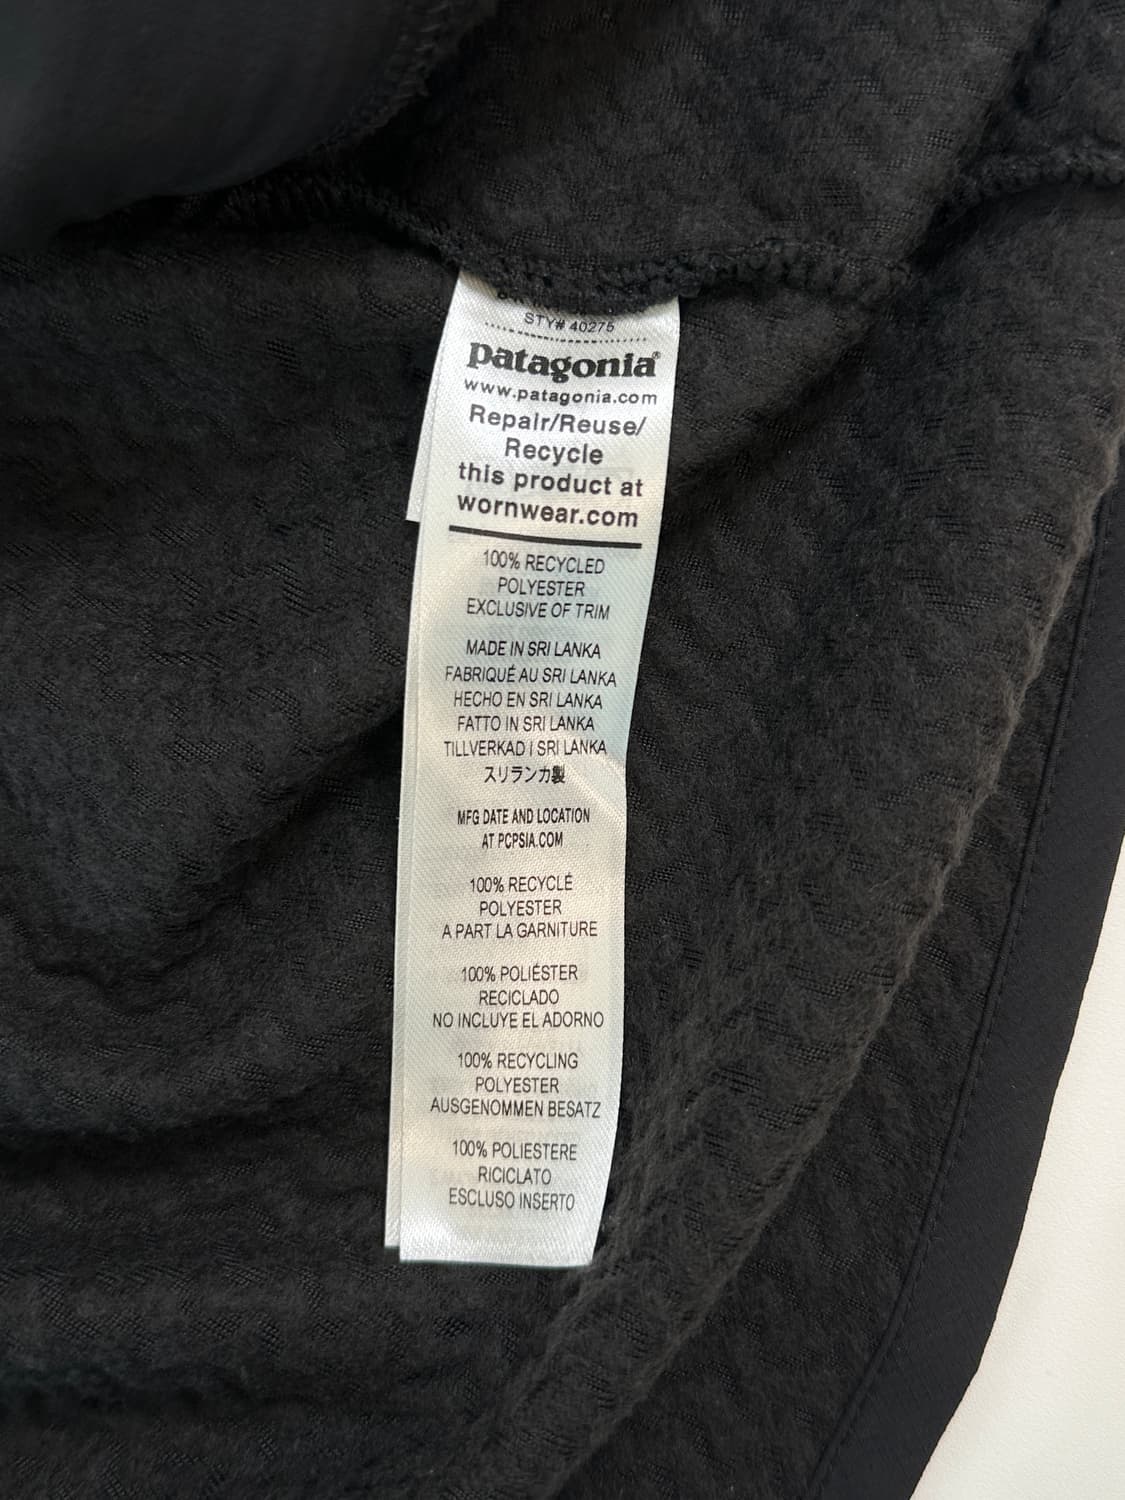 STY# 40275
patagonia®
www.patagonia.com
Repair/Reuse/
Recycle
this product at
wornwear.com
100% RECYCLED
POLYESTER
EXCLUSIVE OF TRIM
MADE IN SRI LANKA
FABRIQUÉ AU SRI LANKA
HECHO EN SRI LANKA
FATTO IN SRI LANKA
TILLVERKAD I SRI LANKA
スリランカ製
MFG DATE AND LOCATION
AT PCPSIA.COM
100% RECYCLÉ
POLYESTER
A PART LA GARNITURE
100% POLIÉSTER
RECICLADO
NO INCLUYE EL ADORNO
100% RECYCLING
POLYESTER
AUSGENOMMEN BESATZ
100% POLIESTERE
RICICLATO
ESCLUSO INSERTO